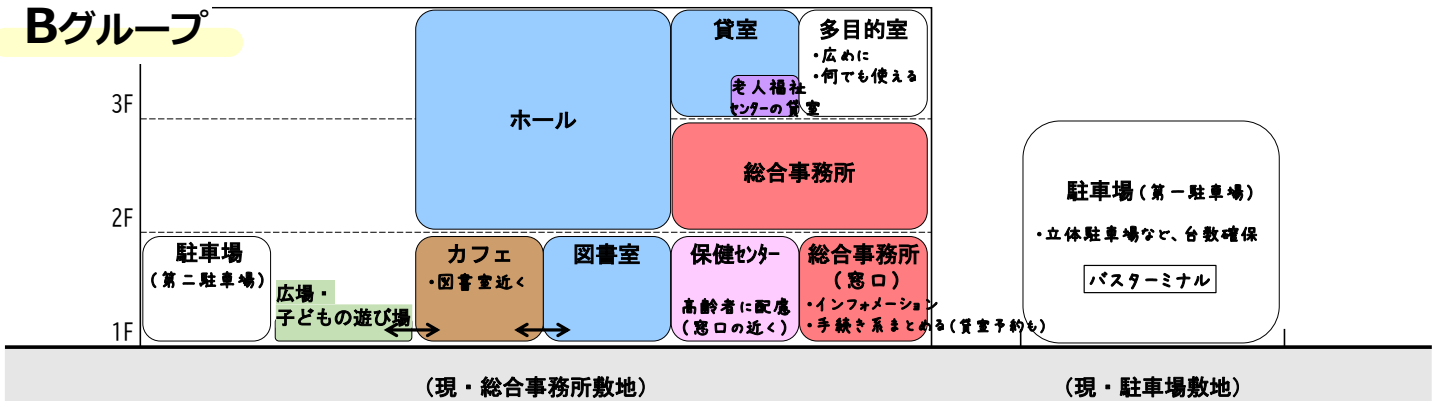 Bグループ
3F
2F
1F
ホール
貸室
老人福祉
センターの貸室
多目的室
・広めに
・何でも使える
総合事務所
駐車場
(第二駐車場)
広場・
子どもの遊び場
カフェ
・図書室近く
図書室
保健センター
高齢者に配慮
(窓口の近く)
総合事務所
(窓口)
・インフォメーション
・手続き系まとめる(貸室予約も)
駐車場(第一駐車場)
・立体駐車場など、台数確保
バスターミナル
(現・総合事務所敷地)
(現・駐車場敷地)